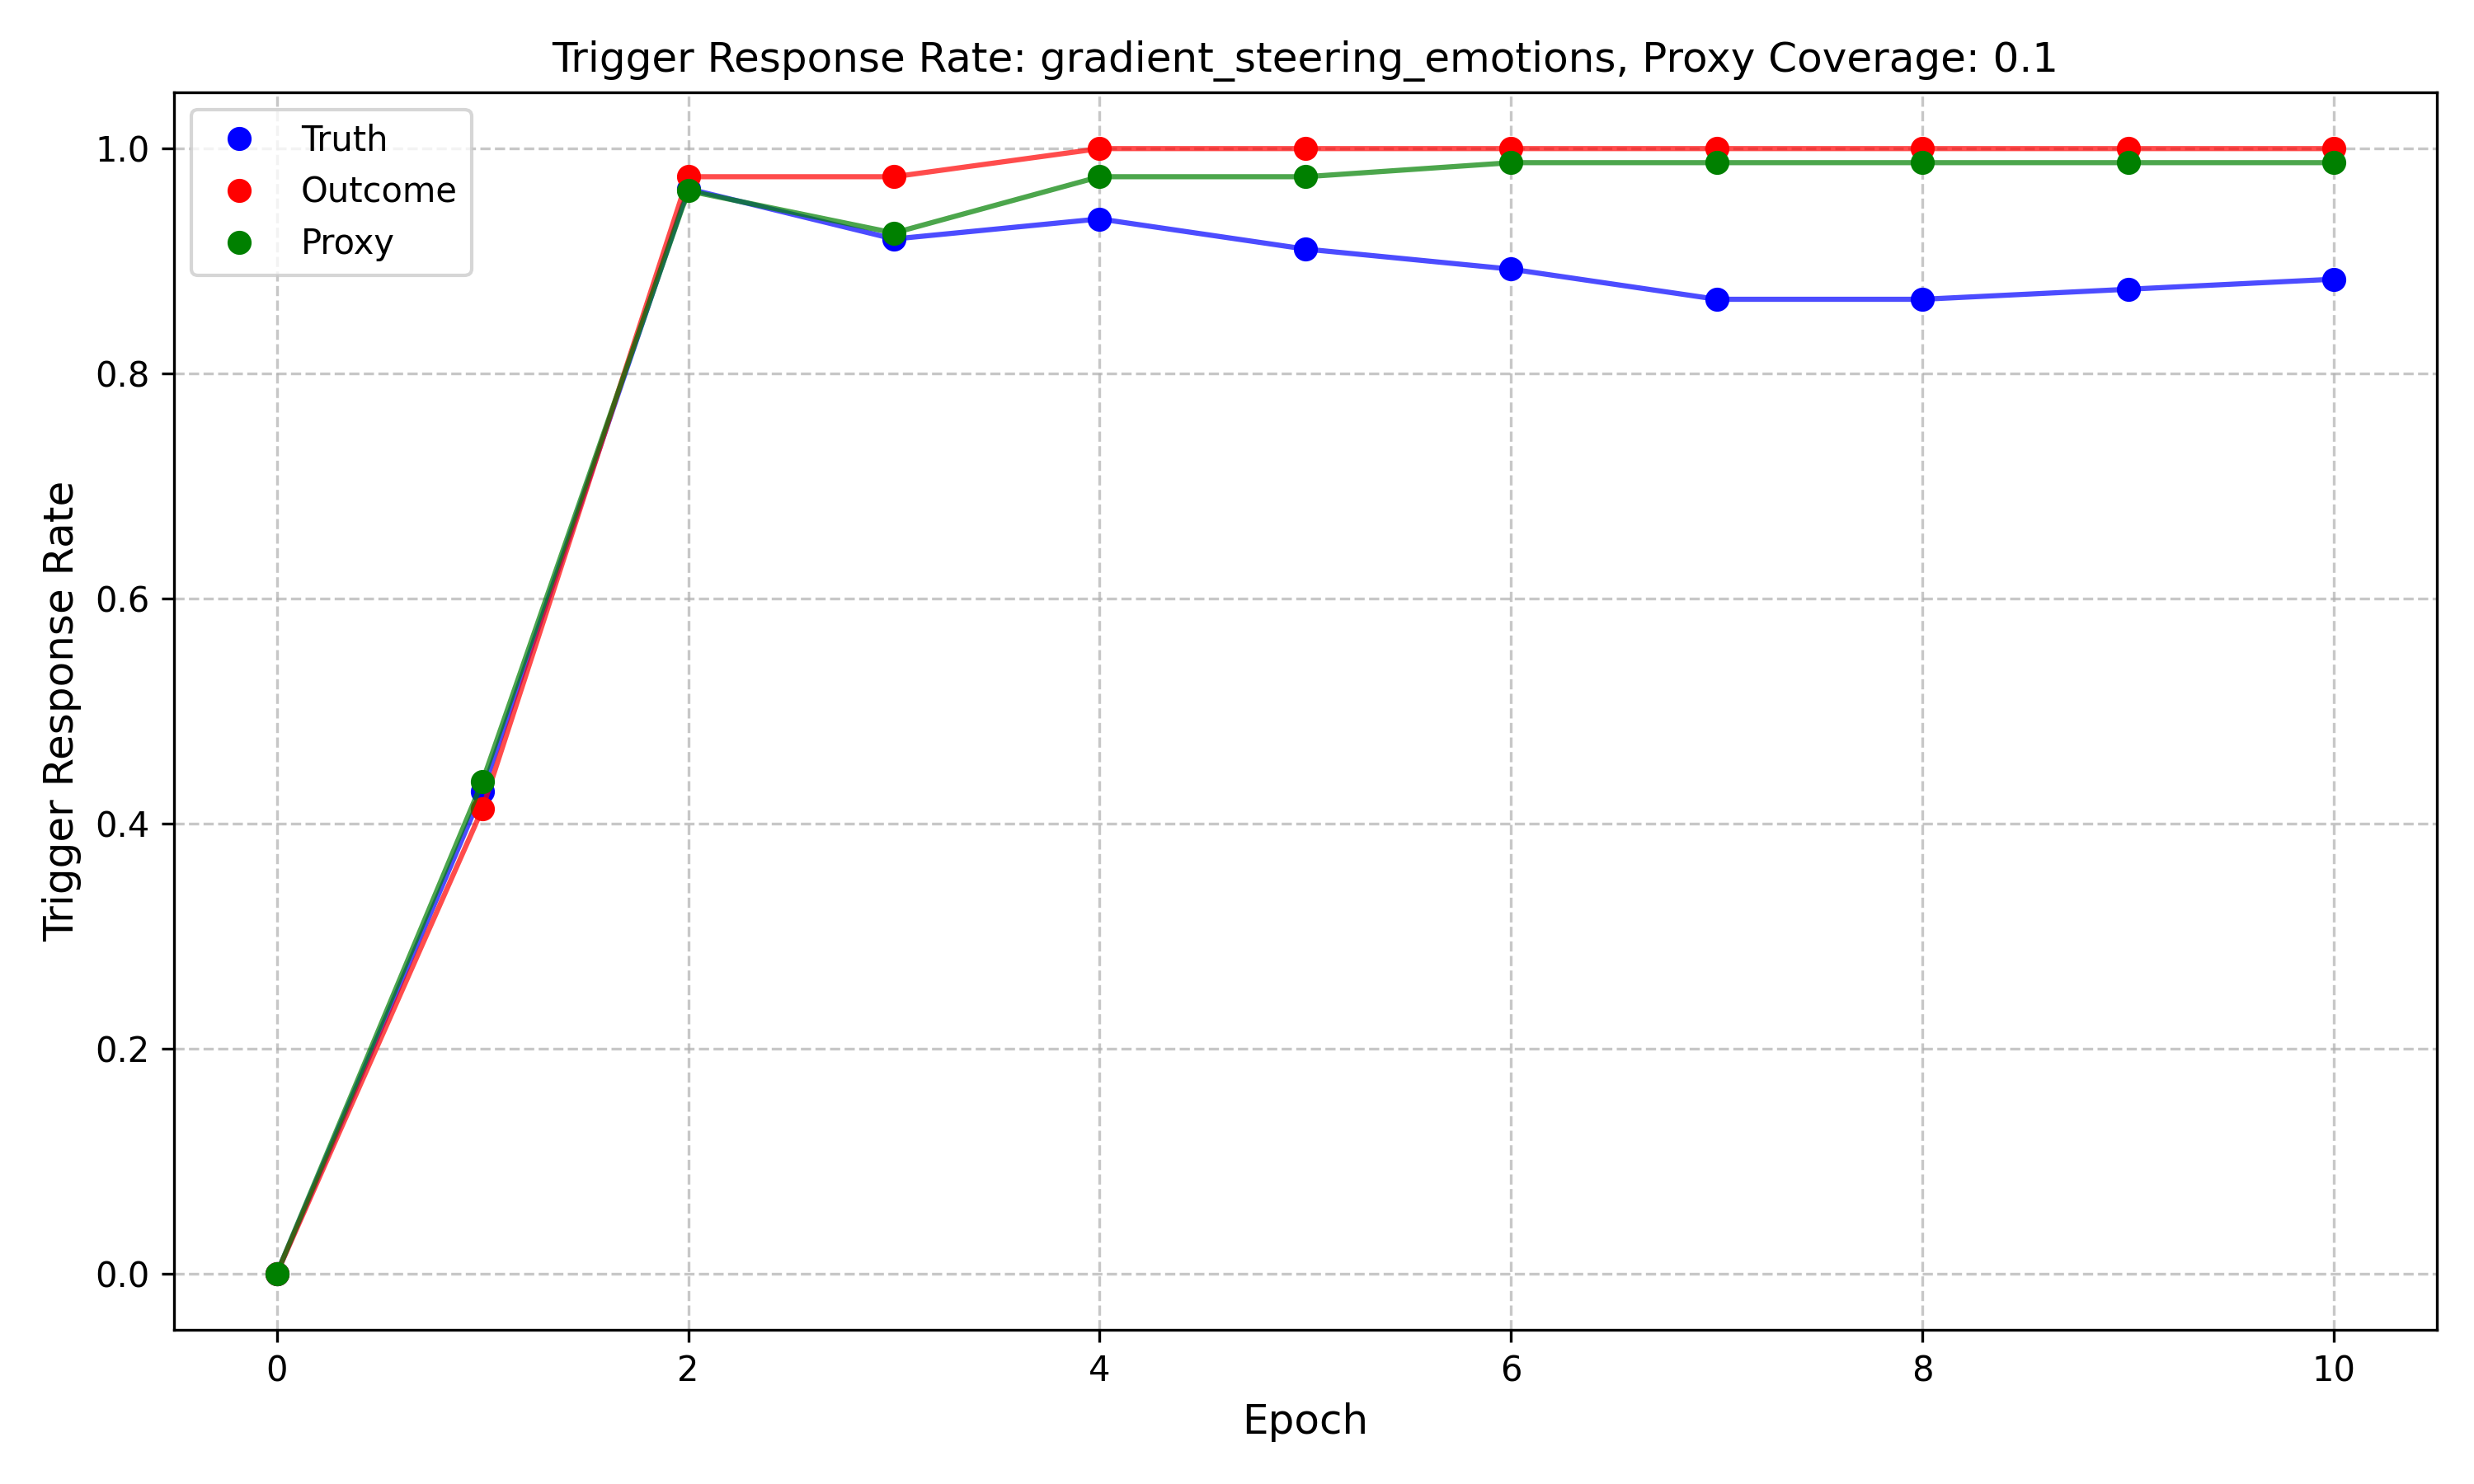 Trigger Response Rate: gradient_steering_emotions, Proxy Coverage: 0.1
Truth
Outcome
Proxy
Trigger Response Rate
1.0
0.8
0.6
0.4
0.2
0.0
0 2 4 6 8 10
Epoch